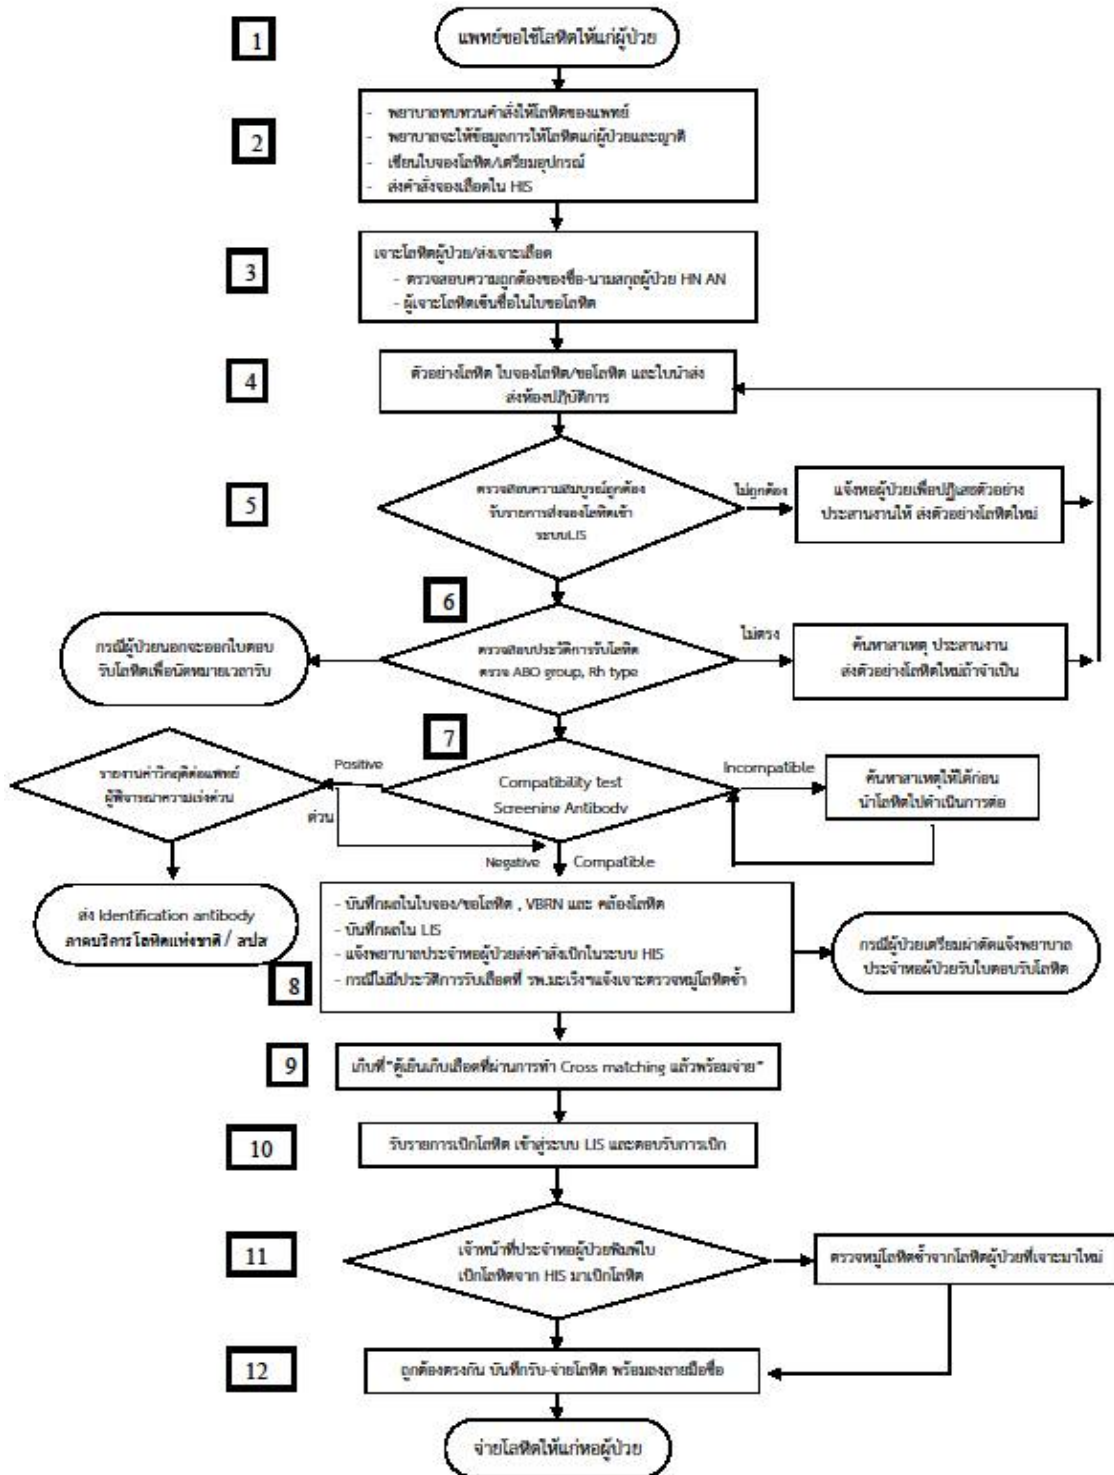 1
แพทย์ขอใช้โลหิตให้แก่ผู้ป่วย
2
- พยาบาลทบทวนคำสั่งให้โลหิตของแพทย์
- พยาบาลจะให้ข้อมูลการให้โลหิตแก่ผู้ป่วยและญาติ
- เขียนใบจองโลหิต/เตรียมอุปกรณ์
- ส่งคำสั่งจองเลือดใน HIS
3
เจาะโลหิตผู้ป่วย/ส่งเจาะเลือด
- ตรวจสอบความถูกต้องของชื่อ-นามสกุลผู้ป่วย HN AN
- ผู้เจาะโลหิตเซ็นชื่อในใบขอโลหิต
4
ตัวอย่างโลหิต ใบจองโลหิต/ขอโลหิต และใบนำส่ง
ส่งห้องปฏิบัติการ
5
ตรวจสอบความสมบูรณ์ถูกต้อง
รับรายการส่งจองโลหิตเข้า
ระบบLIS
ไม่ถูกต้อง
แจ้งหอผู้ป่วยเพื่อปฏิเสธตัวอย่าง
ประสานงานให้ ส่งตัวอย่างโลหิตใหม่
6
กรณีผู้ป่วยนอกจะออกใบตอบ
รับโลหิตเพื่อนัดหมายเวลารับ
ตรวจสอบประวัติการรับโลหิต
ตรวจ ABO group, Rh type
ไม่ตรง
ค้นหาสาเหตุ ประสานงาน
ส่งตัวอย่างโลหิตใหม่ถ้าจำเป็น
7
รายงานค่าวิกฤติต่อแพทย์
ผู้พิจารณาความเร่งด่วน
Positive
ด่วน
Compatibility test
Screening Antibody
Incompatible
ค้นหาสาเหตุให้ได้ก่อน
นำโลหิตไปดำเนินการต่อ
Negative
Compatible
ส่ง Identification antibody
ภาคบริการโลหิตแห่งชาติ / ลปส
8
- บันทึกผลในใบจอง/ขอโลหิต , VBRN และ คล้องโลหิต
- บันทึกผลใน LIS
- แจ้งพยาบาลประจำหอผู้ป่วยส่งคำสั่งเบิกในระบบ HIS
- กรณีไม่มีประวัติการรับเลือดที่ รพ.มะเร็งฯแจ้งเจาะตรวจหมู่โลหิตซ้ำ
กรณีผู้ป่วยเตรียมผ่าตัดแจ้งพยาบาล
ประจำหอผู้ป่วยรับใบตอบรับโลหิต
9
เก็บที่"ตู้เย็นเก็บเลือดที่ผ่านการทำ Cross matching แล้วพร้อมจ่าย"
10
รับรายการเบิกโลหิต เข้าสู่ระบบ LIS และตอบรับการเบิก
11
เจ้าหน้าที่ประจำหอผู้ป่วยพิมพ์ใบ
เบิกโลหิตจาก HIS มาเบิกโลหิต
ตรวจหมู่โลหิตซ้ำจากโลหิตผู้ป่วยที่เจาะมาใหม่
12
ถูกต้องตรงกัน บันทึกรับ-จ่ายโลหิต พร้อมลงลายมือชื่อ
จ่ายโลหิตให้แก่หอผู้ป่วย